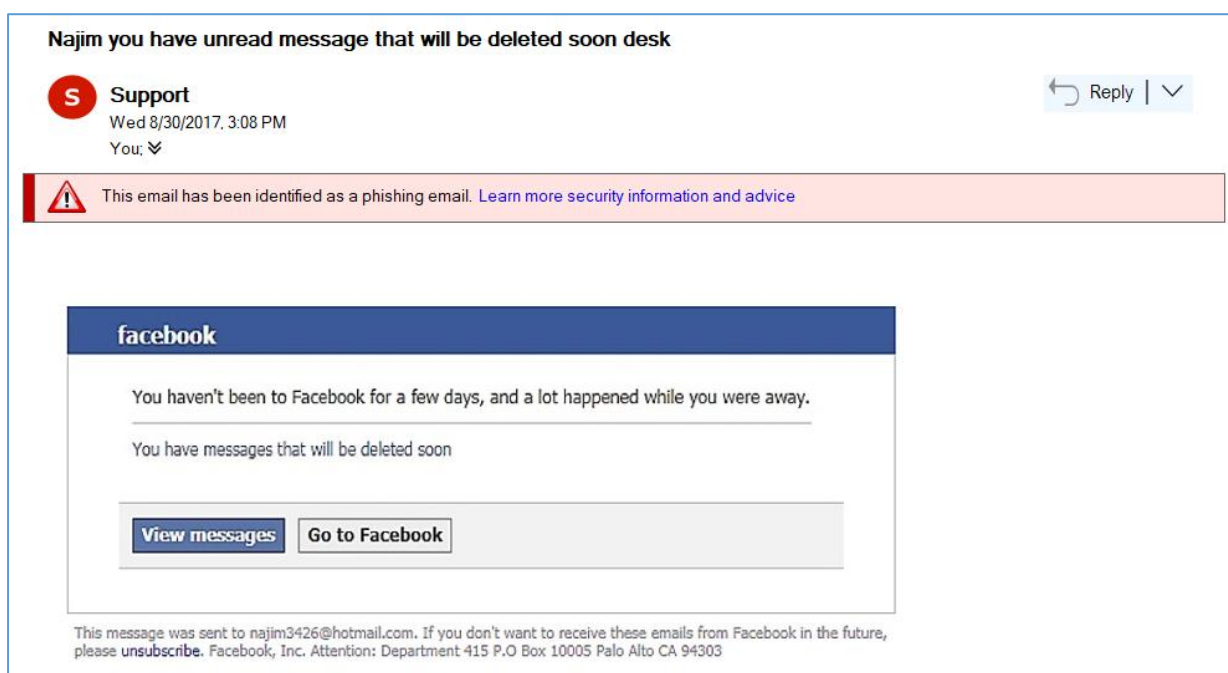 Najim you have unread message that will be deleted soon desk
S
Support
Wed 8/30/2017, 3:08 PM
You;
Reply
This email has been identified as a phishing email. Learn more security information and advice
facebook
You haven't been to Facebook for a few days, and a lot happened while you were away.
You have messages that will be deleted soon
View messages Go to Facebook
This message was sent to najim3426@hotmail.com. If you don't want to receive these emails from Facebook in the future,
please unsubscribe. Facebook, Inc. Attention: Department 415 P.O Box 10005 Palo Alto CA 94303